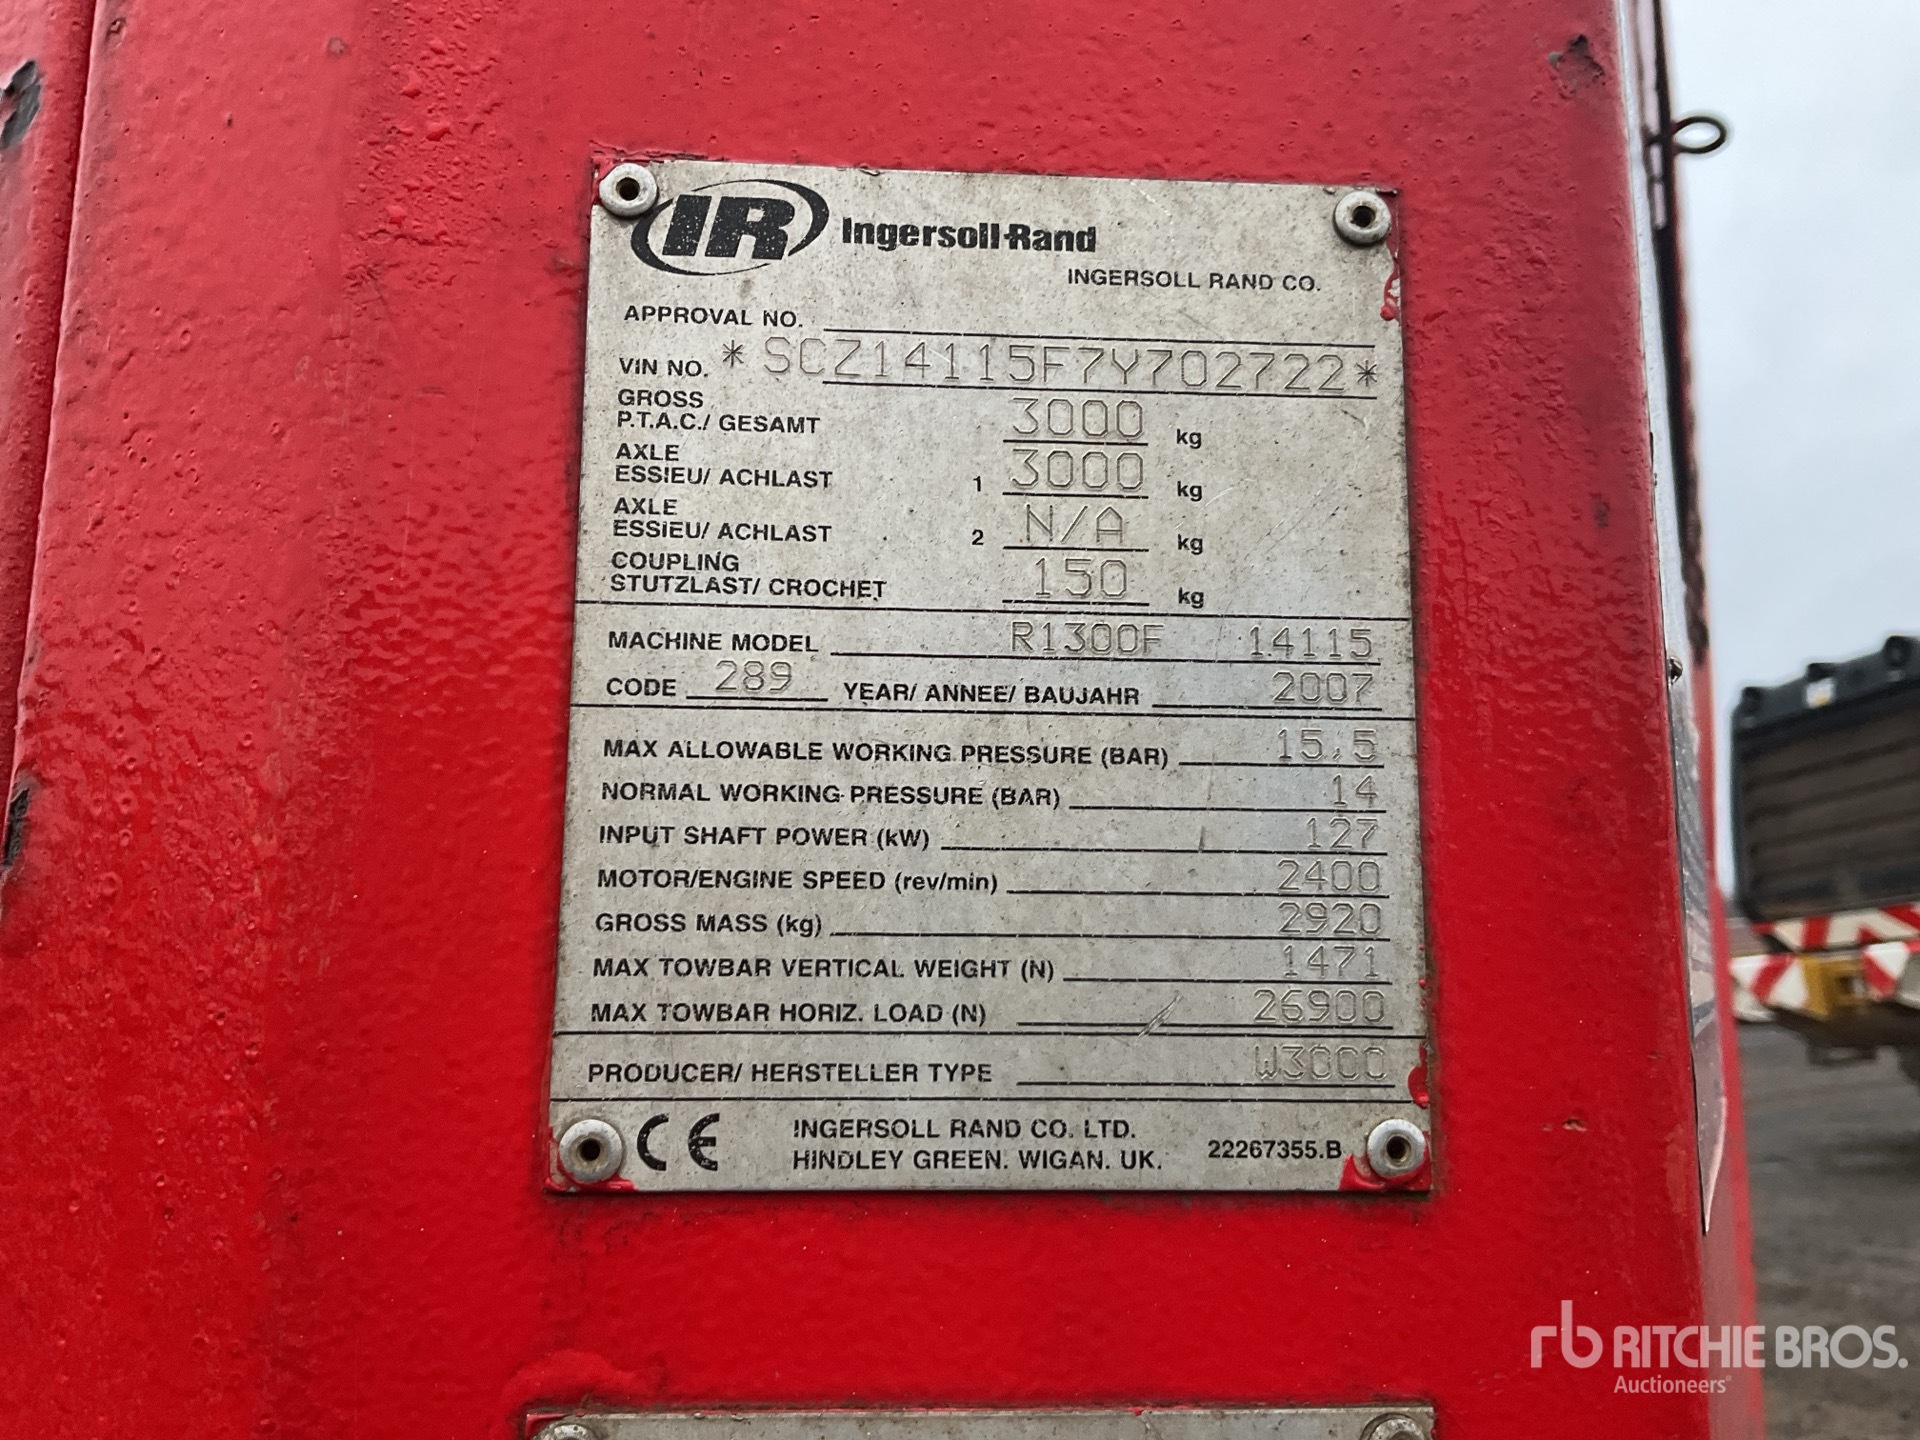 IR Ingersoll-Rand
INGERSOLL RAND CO.
APPROVAL NO.
VIN NO. *SCZ14115F7Y702722*
GROSS
P.T.A.C./ GESAMT 3000 kg
AXLE
ESSIEU/ ACHLAST 1 3000 kg
AXLE
ESSIEU/ ACHLAST 2 N/A kg
COUPLING
STUTZLAST/ CROCHET 150 kg
MACHINE MODEL R1300F 14115
CODE 289 YEAR/ ANNEE/ BAUJAHR 2007
MAX ALLOWABLE WORKING PRESSURE (BAR) 15,5
NORMAL WORKING PRESSURE (BAR) 14
INPUT SHAFT POWER (kW) 127
MOTOR/ENGINE SPEED (rev/min) 2400
GROSS MASS (kg) 2920
MAX TOWBAR VERTICAL WEIGHT (N) 1471
MAX TOWBAR HORIZ. LOAD (N) 26900
PRODUCER/ HERSTELLER TYPE W3000
CE INGERSOLL RAND CO. LTD.
HINDLEY GREEN. WIGAN. UK. 22267355.B
rb RITCHIE BROS.
Auctioneers